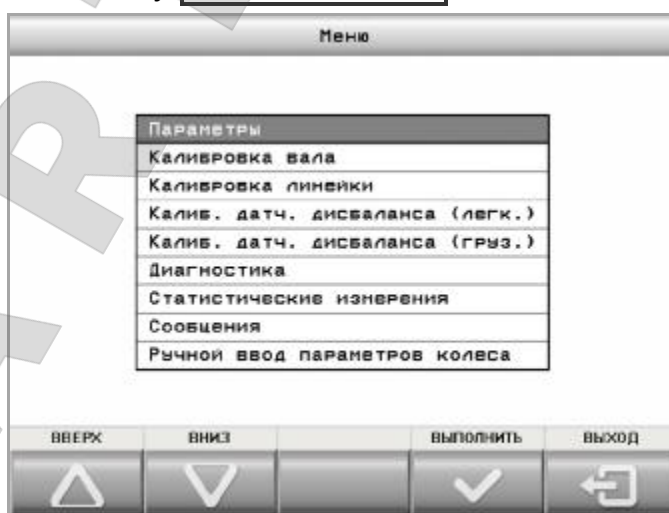 Меню
Параметры
Калибровка вала
Калибровка линейки
Калиб. датч. дисбаланса (легк.)
Калиб. датч. дисбаланса (груз.)
Диагностика
Статистические измерения
Сообщения
Ручной ввод параметров колеса
ВВЕРХ ВНИЗ ВЫПОЛНИТЬ ВЫХОД